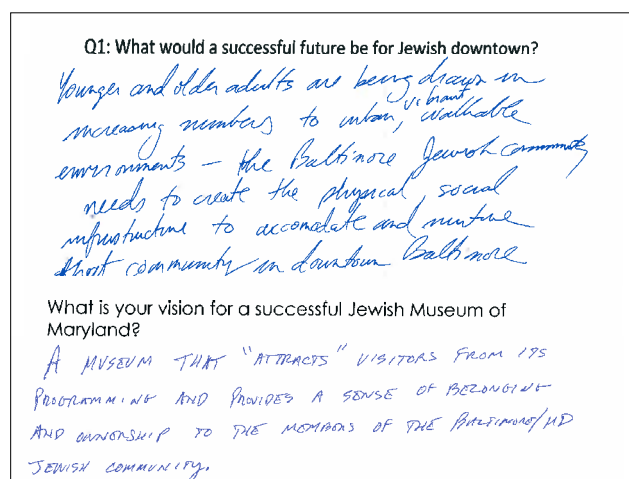 Q1: What would a successful future be for Jewish downtown?
Younger and older adults are being drawn in
increasing numbers to urban, vibrant walkable
environments – the Baltimore Jewish community
needs to create the physical, social
infrastructure to accomodate and nurture
that community in downtown Baltimore
What is your vision for a successful Jewish Museum of
Maryland?
A MUSEUM THAT "ATTRACTS" VISITORS FROM ITS
PROGRAMMING AND PROVIDES A SENSE OF BELONGING
AND OWNERSHIP TO THE MEMBERS OF THE BALTIMORE/MD
JEWISH COMMUNITY.